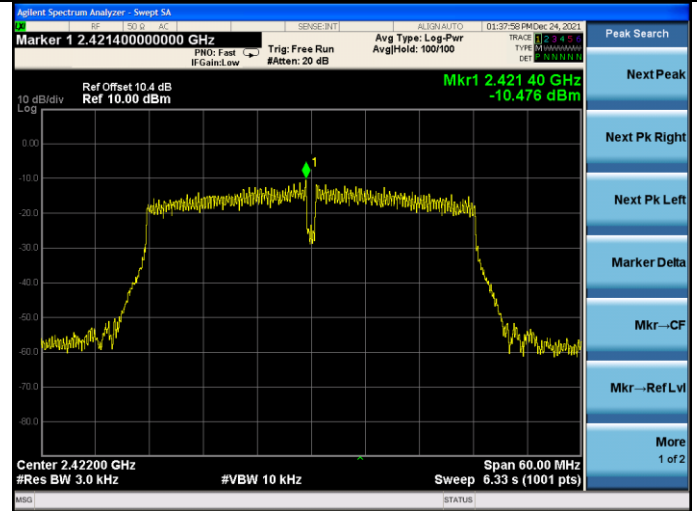 Agilent Spectrum Analyzer - Swept SA
LXI RF 50 Ω AC SENSE:INT ALIGN AUTO 01:37:58 PM Dec 24, 2021
Marker 1 2.421400000000 GHz
PNO: Fast
IFGain:Low
Trig: Free Run
#Atten: 20 dB
Avg Type: Log-Pwr
Avg|Hold: 100/100
TRACE 1 2 3 4 5 6
TYPE M WWWWW
DET P N N N N N
Mkr1 2.421 40 GHz
-10.476 dBm
Ref Offset 10.4 dB
10 dB/div Ref 10.00 dBm
Log
0.00
-10.0
-20.0
-30.0
-40.0
-50.0
-60.0
-70.0
-80.0
1
Center 2.42200 GHz Span 60.00 MHz
#Res BW 3.0 kHz #VBW 10 kHz Sweep 6.33 s (1001 pts)
MSG STATUS
Peak Search
Next Peak
Next Pk Right
Next Pk Left
Marker Delta
Mkr→CF
Mkr→Ref Lvl
More
1 of 2